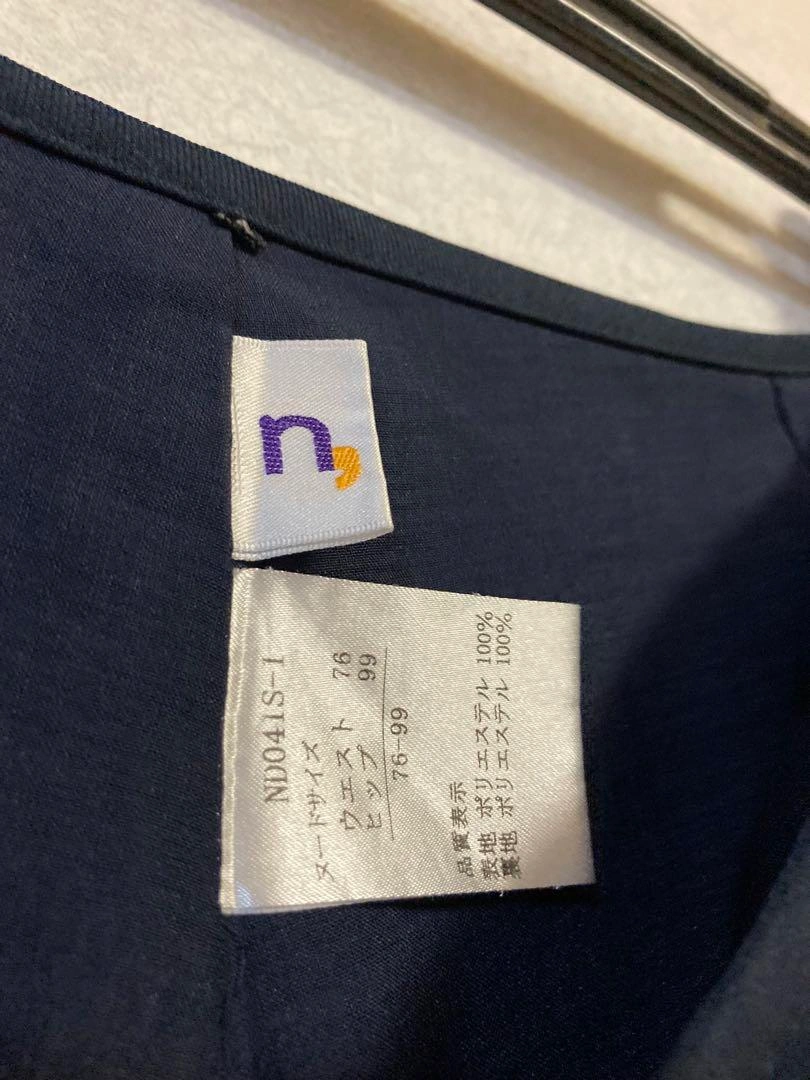 n,
ND041S-1
ヌードサイズ
ウエスト 76
ヒップ 99
76-99
品質表示
表地 ポリエステル 100%
裏地 ポリエステル 100%